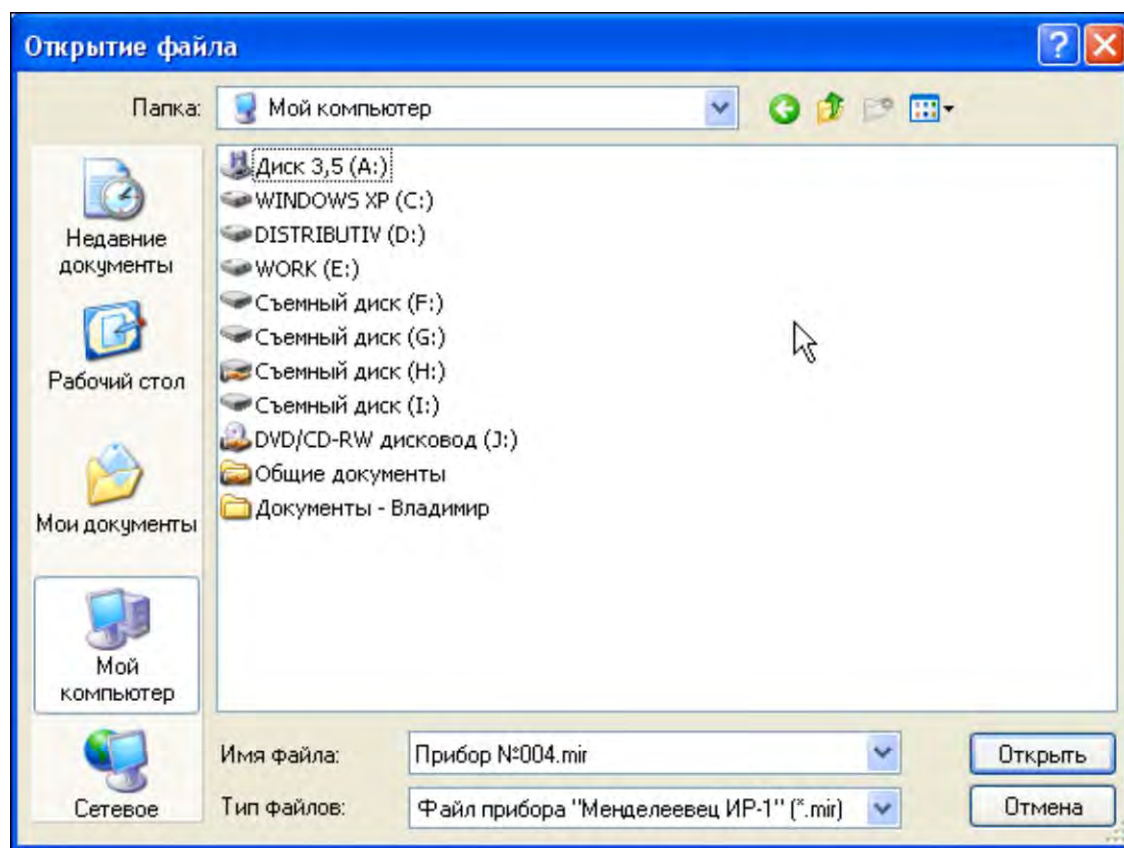 Открытие файла
Папка: Мой компьютер
Недавние
документы
Рабочий стол
Мои документы
Мой
компьютер
Сетевое
Диск 3,5 (A:)
WINDOWS XP (C:)
DISTRIBUTIV (D:)
WORK (E:)
Съемный диск (F:)
Съемный диск (G:)
Съемный диск (H:)
Съемный диск (I:)
DVD/CD-RW дисковод (J:)
Общие документы
Документы - Владимир
Имя файла: Прибор №004.mir Открыть
Тип файлов: Файл прибора "Менделеевец ИР-1" (*.mir) Отмена